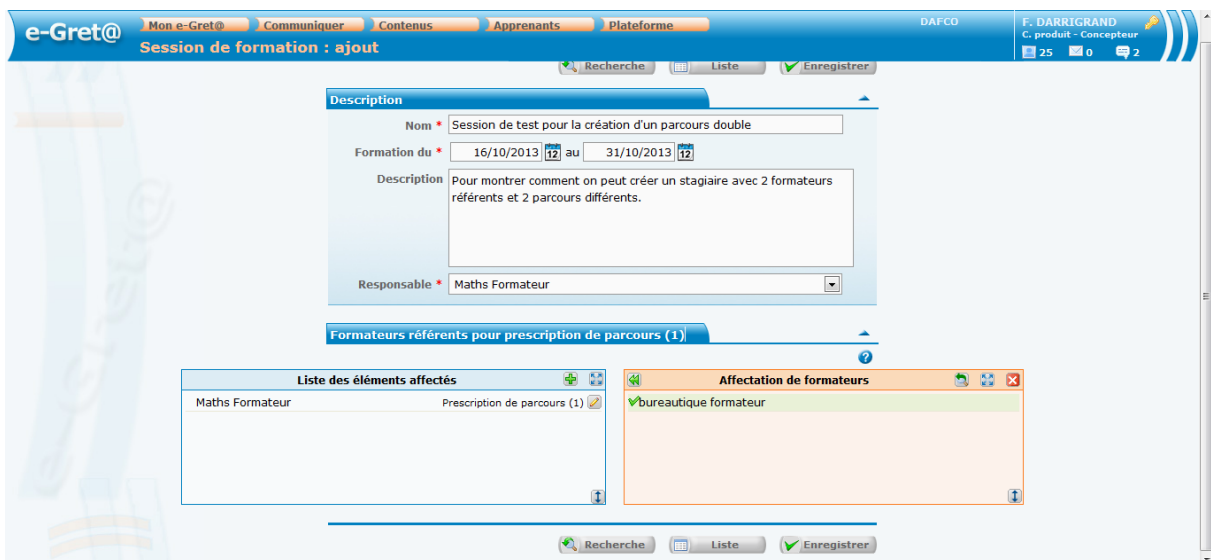 e-Gret@
Mon e-Gret@ Communiquer Contenus Apprenants Plateforme
DAFCO
F. DARRIGRAND
C. produit - Concepteur
25 0 2
Session de formation : ajout
Recherche Liste Enregistrer
Description
Nom * Session de test pour la création d'un parcours double
Formation du * 16/10/2013 12 au 31/10/2013 12
Description Pour montrer comment on peut créer un stagiaire avec 2 formateurs
référents et 2 parcours différents.
Responsable * Maths Formateur
Formateurs référents pour prescription de parcours (1)
?
Liste des éléments affectés
Maths Formateur Prescription de parcours (1)
Affectation de formateurs
bureautique formateur
Recherche Liste Enregistrer
e-Gret@